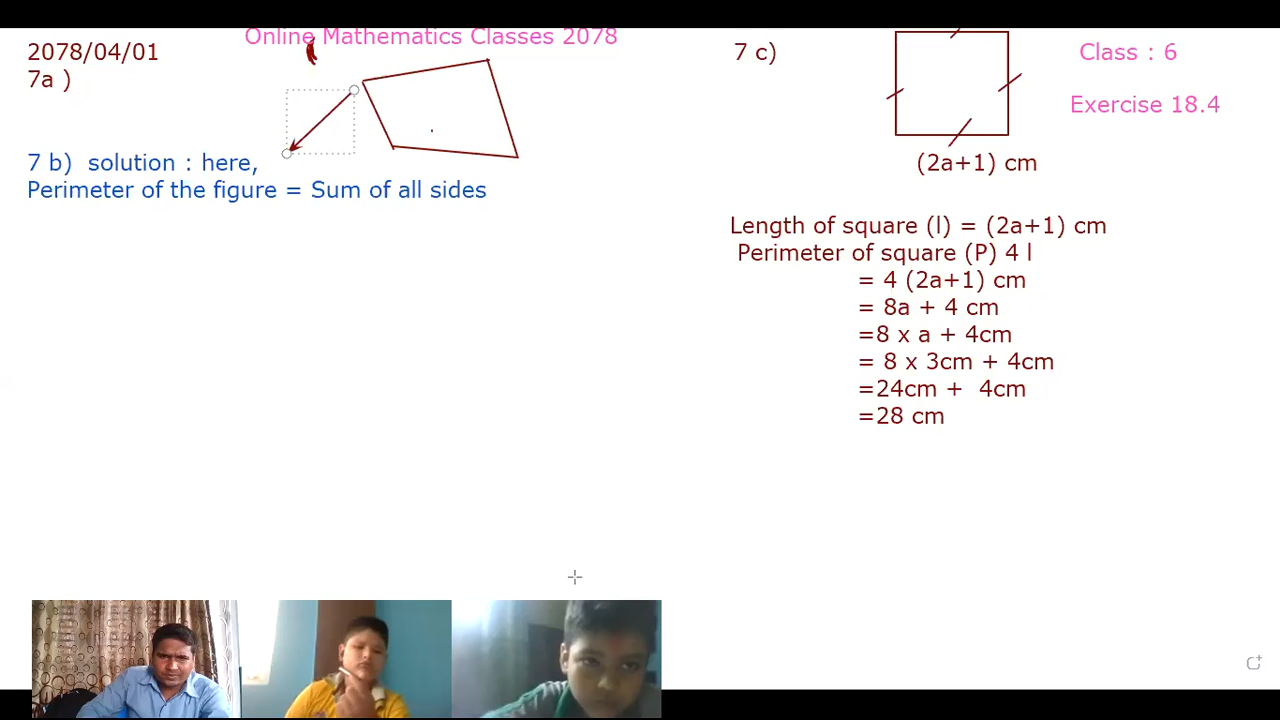 Online Mathematics Classes 2078
2078/04/01
7a )
7 b) solution : here,
Perimeter of the figure = Sum of all sides
7 c)
Class : 6
Exercise 18.4
(2a+1) cm
Length of square (l) = (2a+1) cm
Perimeter of square (P) 4 l
= 4 (2a+1) cm
= 8a + 4 cm
=8 x a + 4cm
= 8 x 3cm + 4cm
=24cm + 4cm
=28 cm